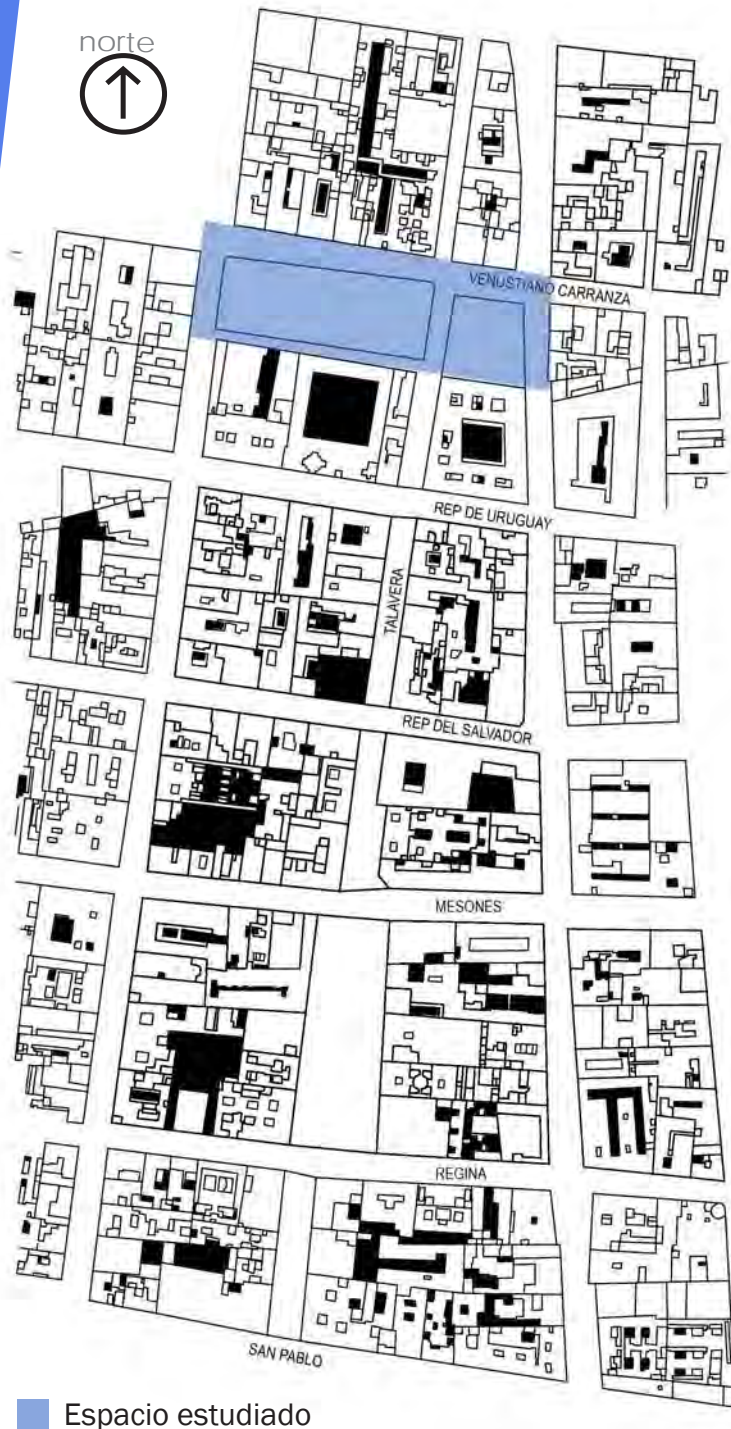 norte
VENUSTIANO CARRANZA
REP DE URUGUAY
TALAVERA
REP DEL SALVADOR
MESONES
REGINA
SAN PABLO
Espacio estudiado